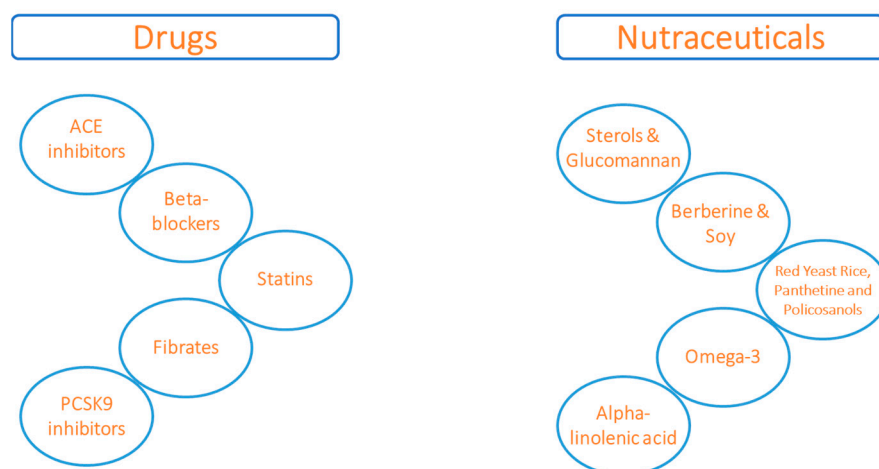 Drugs
ACE
inhibitors
Beta-
blockers
Statins
Fibrates
PCSK9
inhibitors
Nutraceuticals
Sterols &
Glucomannan
Berberine &
Soy
Red Yeast Rice,
Panthetine and
Policosanols
Omega-3
Alpha-
linolenic acid